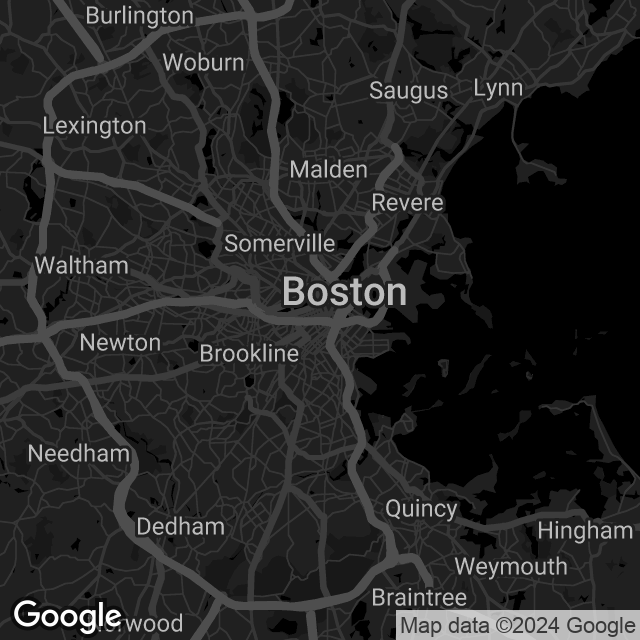 Burlington
Woburn
Saugus
Lynn
Lexington
Malden
Revere
Somerville
Waltham
Boston
Newton
Brookline
Needham
Quincy
Dedham
Hingham
Weymouth
Braintree
Google
Map data ©2024 Google